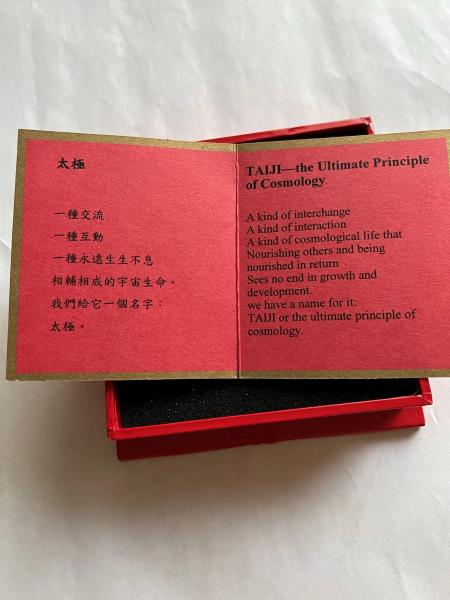 太極
一種交流
一種互動
一種永遠生生不息
相輔相成的宇宙生命。
我們給它一個名字：
太極。
TAIJI—the Ultimate Principle
of Cosmology
A kind of interchange
A kind of interaction
A kind of cosmological life that
Nourishing others and being
nourished in return
Sees no end in growth and
development.
we have a name for it:
TAIJI or the ultimate principle of
cosmology.